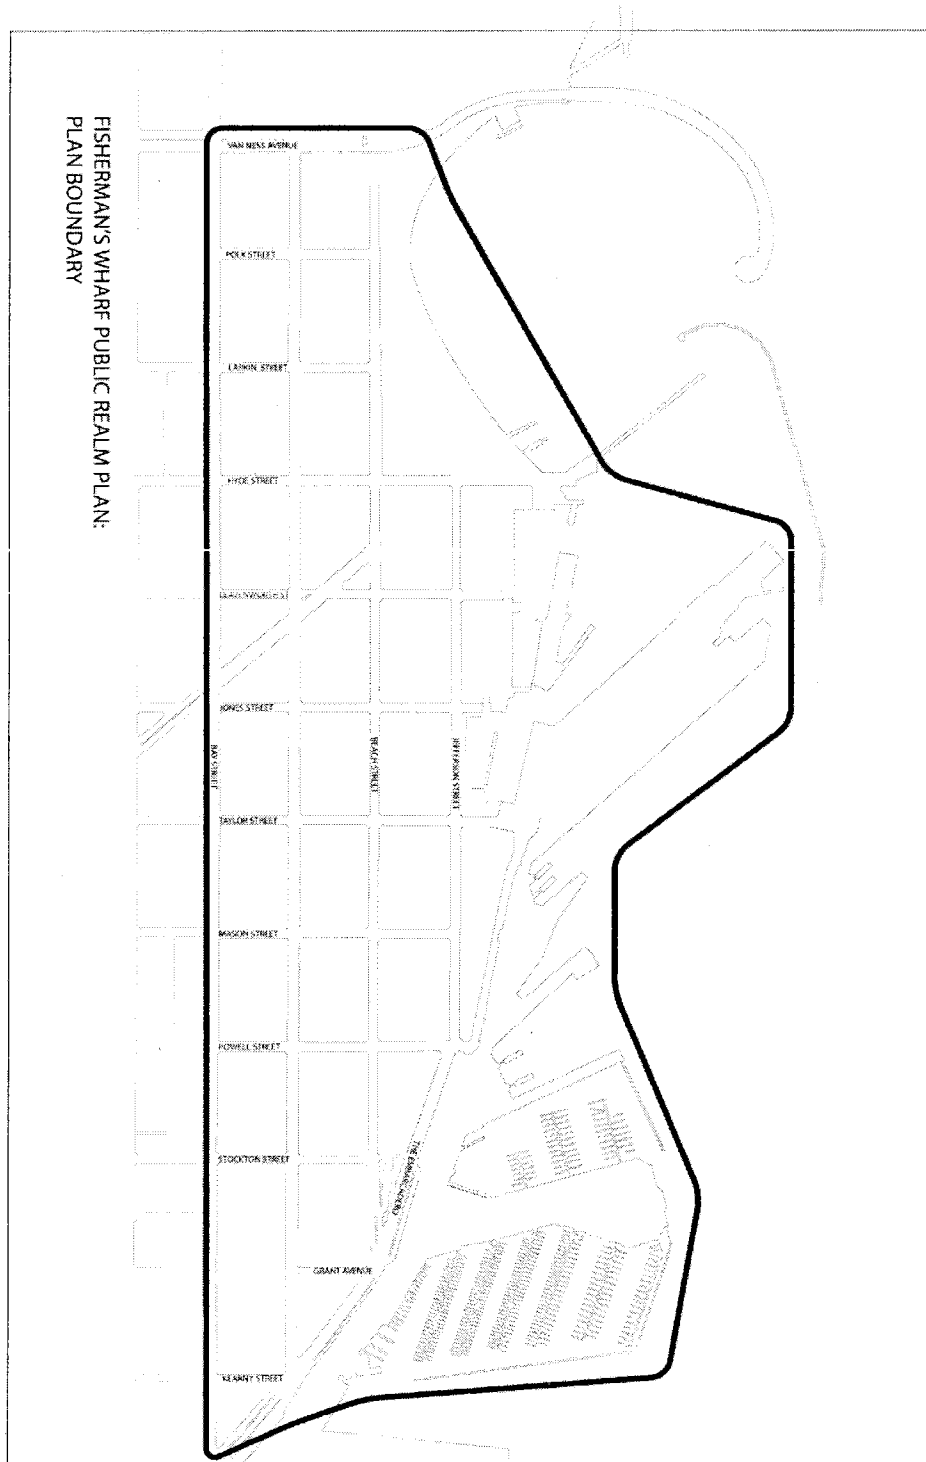 FISHERMAN'S WHARF PUBLIC REALM PLAN:
PLAN BOUNDARY
VAN NESS AVENUE
POLK STREET
LARKIN STREET
HYDE STREET
LEAVENWORTH ST
JONES STREET
BAY STREET
BEACH STREET
JEFFERSON STREET
TAYLOR STREET
MASON STREET
POWELL STREET
STOCKTON STREET
THE EMBARCADERO
GRANT AVENUE
KEARNY STREET